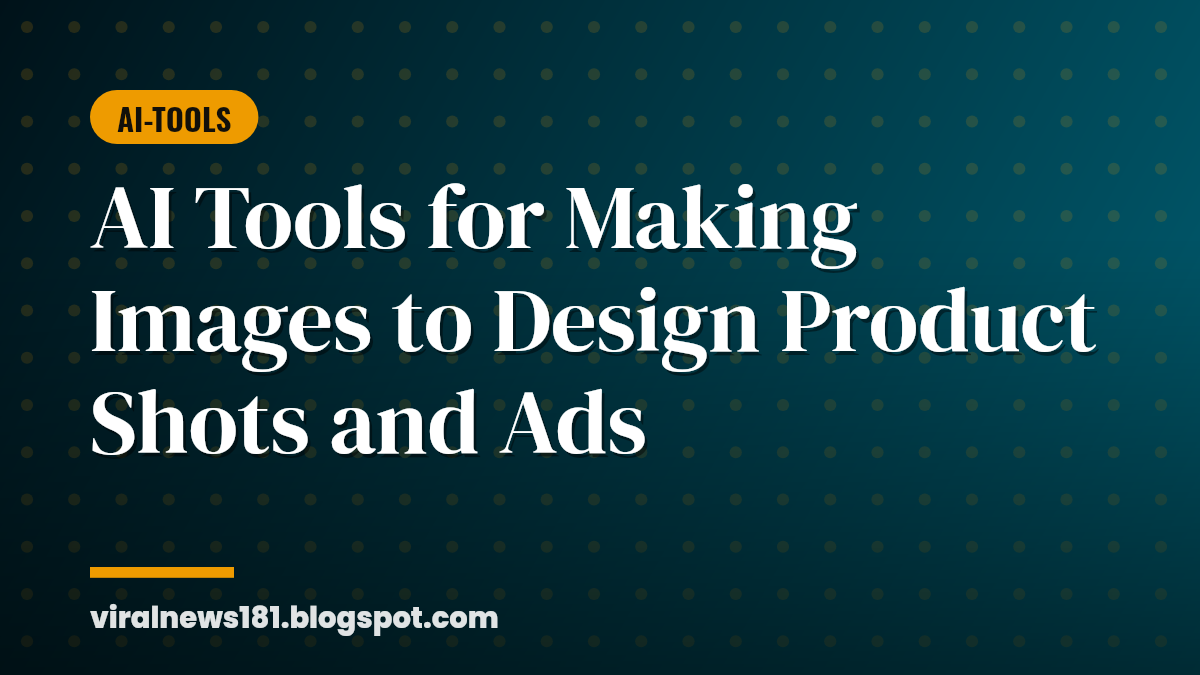 AI-TOOLS
AI Tools for Making
Images to Design Product
Shots and Ads
viralnews181.blogspot.com